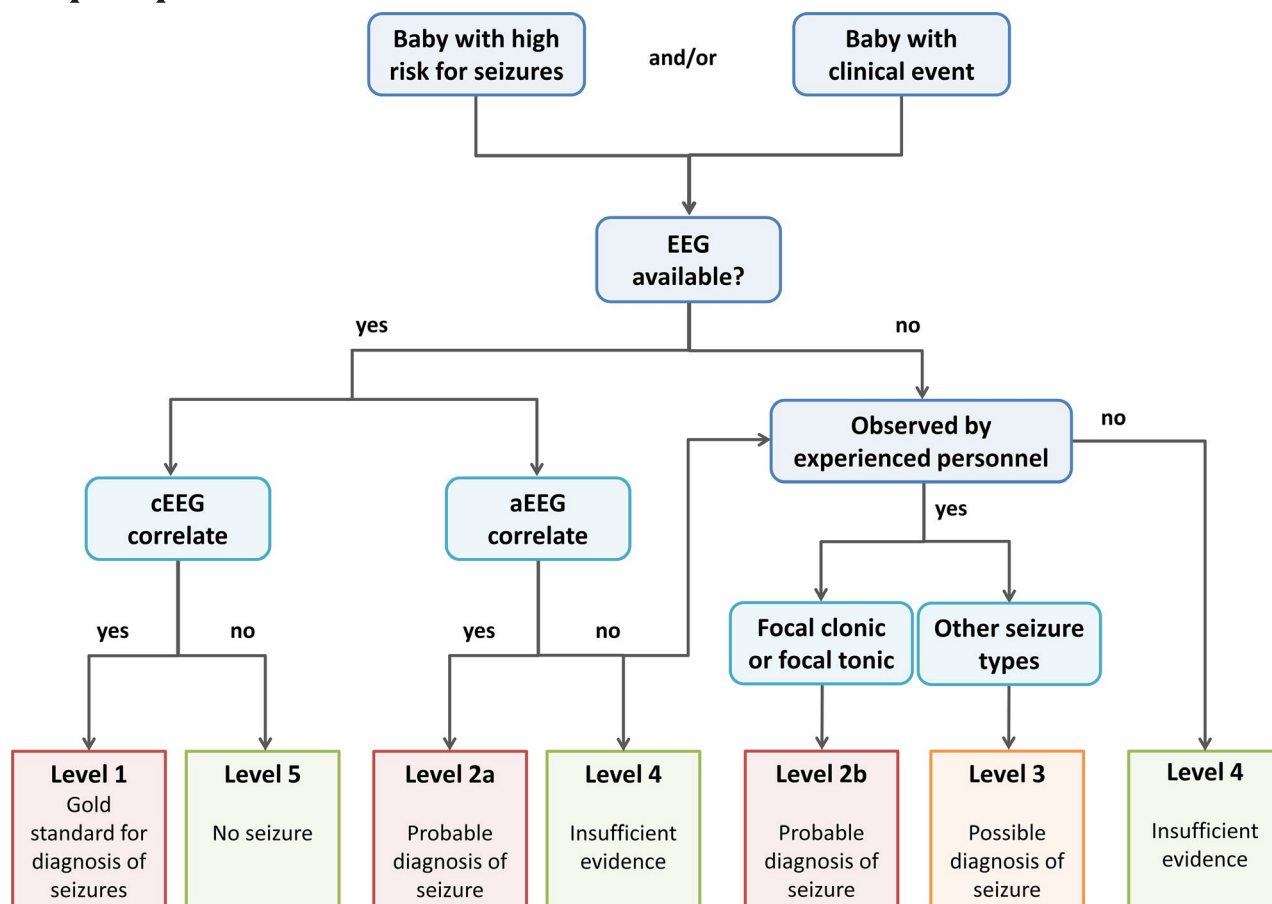 Baby with high
risk for seizures
and/or
Baby with
clinical event
EEG
available?
yes
no
Observed by
experienced personnel
no
cEEG
correlate
aEEG
correlate
yes
yes
no
yes
no
Focal clonic
or focal tonic
Other seizure
types
Level 1
Gold
standard for
diagnosis of
seizures
Level 5
No seizure
Level 2a
Probable
diagnosis of
seizure
Level 4
Insufficient
evidence
Level 2b
Probable
diagnosis of
seizure
Level 3
Possible
diagnosis of
seizure
Level 4
Insufficient
evidence